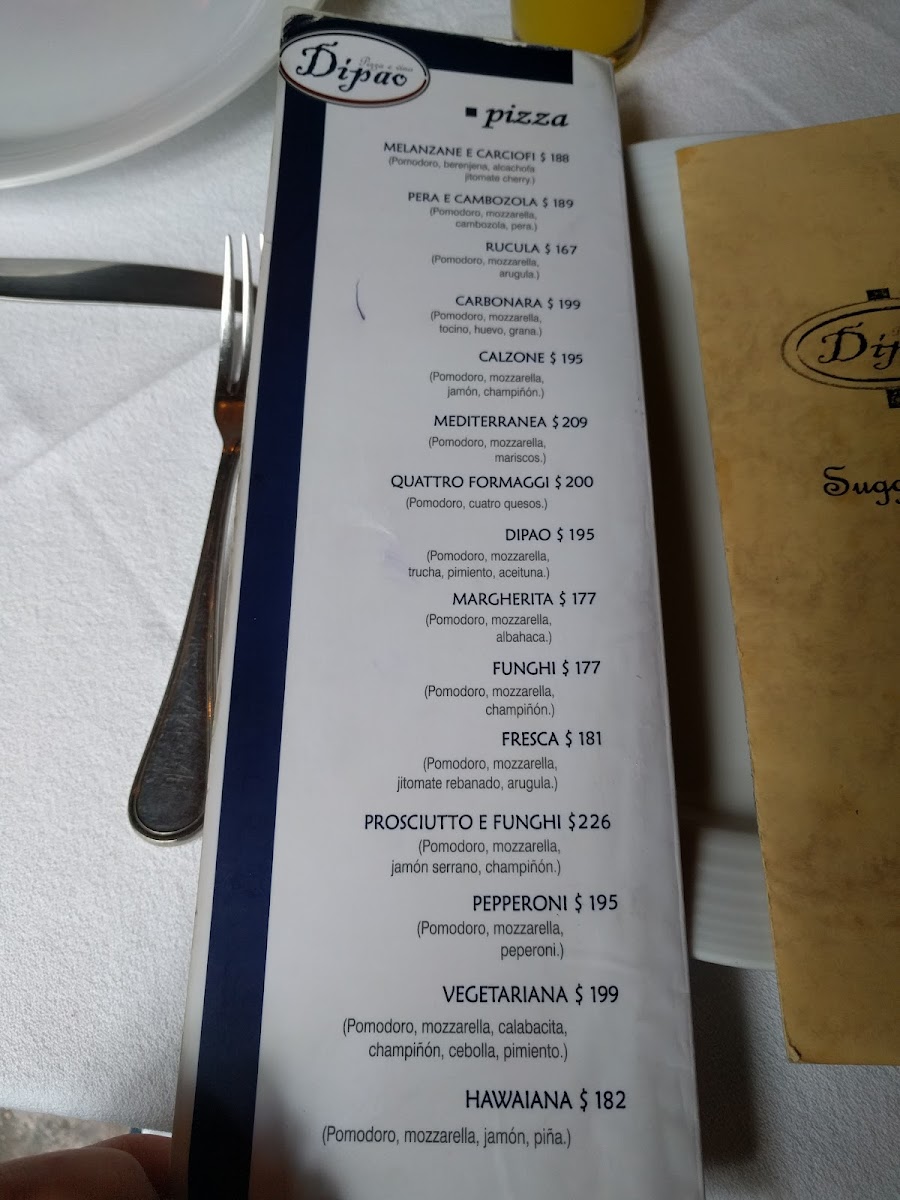 Pizza e vino
Dipao
pizza
MELANZANE E CARCIOFI $ 188
(Pomodoro, berenjena, alcachofa
jitomate cherry.)
PERA E CAMBOZOLA $ 189
(Pomodoro, mozzarella,
cambozola, pera.)
RUCULA $ 167
(Pomodoro, mozzarella,
arugula.)
CARBONARA $ 199
(Pomodoro, mozzarella,
tocino, huevo, grana.)
CALZONE $ 195
(Pomodoro, mozzarella,
jamón, champiñón.)
MEDITERRANEA $ 209
(Pomodoro, mozzarella,
mariscos.)
QUATTRO FORMAGGI $ 200
(Pomodoro, cuatro quesos.)
DIPAO $ 195
(Pomodoro, mozzarella,
trucha, pimiento, aceituna.)
MARGHERITA $ 177
(Pomodoro, mozzarella,
albahaca.)
FUNGHI $ 177
(Pomodoro, mozzarella,
champiñón.)
FRESCA $ 181
(Pomodoro, mozzarella,
jitomate rebanado, arugula.)
PROSCIUTTO E FUNGHI $226
(Pomodoro, mozzarella,
jamón serrano, champiñón.)
PEPPERONI $ 195
(Pomodoro, mozzarella,
peperoni.)
VEGETARIANA $ 199
(Pomodoro, mozzarella, calabacita,
champiñón, cebolla, pimiento.)
HAWAIANA $ 182
(Pomodoro, mozzarella, jamón, piña.)
Dip
Sugg